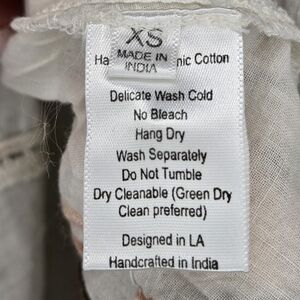 XS
MADE IN
INDIA
Cotton
Delicate Wash Cold
No Bleach
Hang Dry
Wash Separately
Do Not Tumble
Dry Cleanable (Green Dry
Clean preferred)
Designed in LA
Handcrafted in India